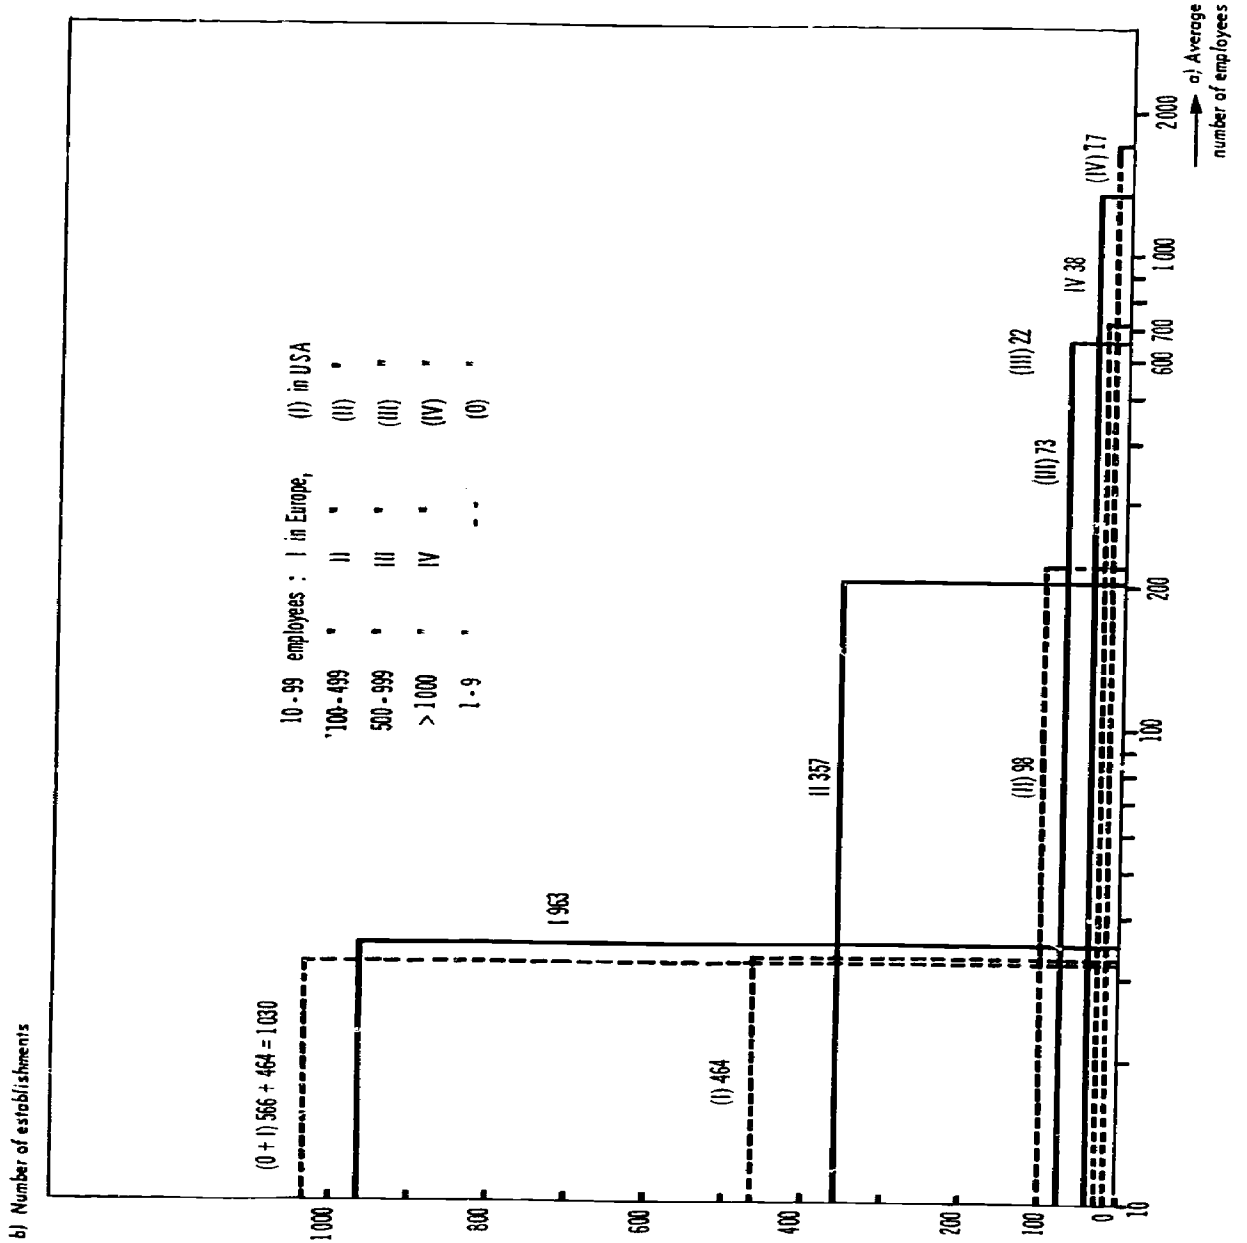 b) Number of establishments
(0 + I) 566 + 464 = 1030
I 963
(I) 464
II 357
(II) 98
(III) 73
(III) 22
IV 38
(IV) 17
10 - 99 employees : I in Europe, (I) in USA
'100 - 499 " II " (II) "
500 - 999 " III " (III) "
> 1000 " IV " (IV) "
1 - 9 " - - (0) "
1000
800
600
400
200
100
0
10
100
200
600 700
1000
2000
a) Average
number of employees